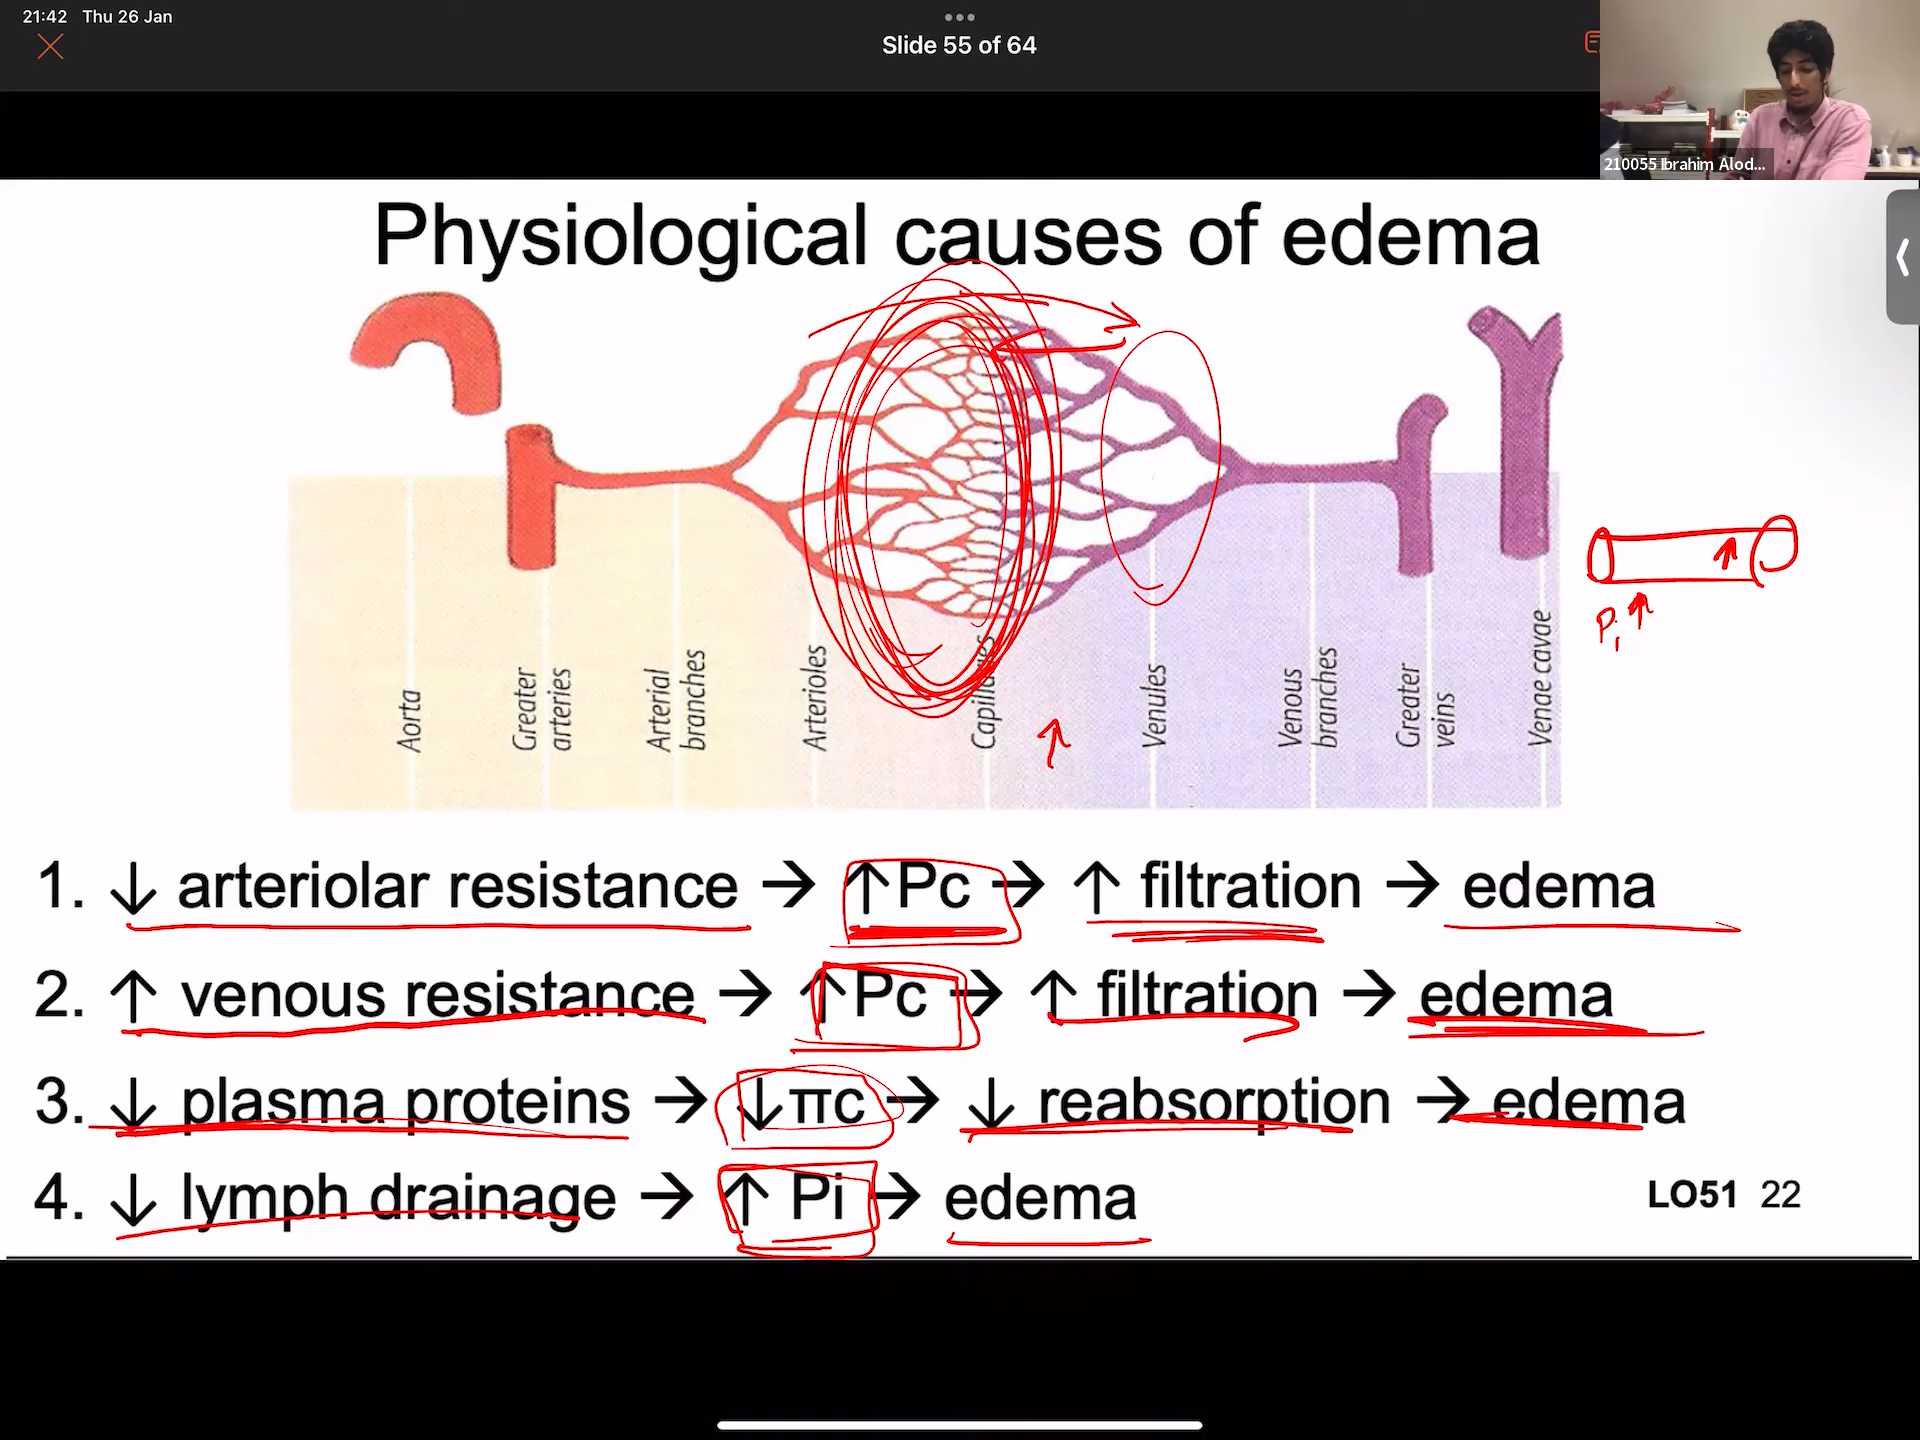 21:42 Thu 26 Jan
Slide 55 of 64
210055 Ibrahim Alod...
Physiological causes of edema
Aorta
Greater arteries
Arterial branches
Arterioles
Capillaries
Venules
Venous branches
Greater veins
Venae cavae
Pi ↑
1. ↓ arteriolar resistance → ↑Pc → ↑ filtration → edema
2. ↑ venous resistance → ↑Pc → ↑ filtration → edema
3. ↓ plasma proteins → ↓πc → ↓ reabsorption → edema
4. ↓ lymph drainage → ↑ Pi → edema
LO51 22